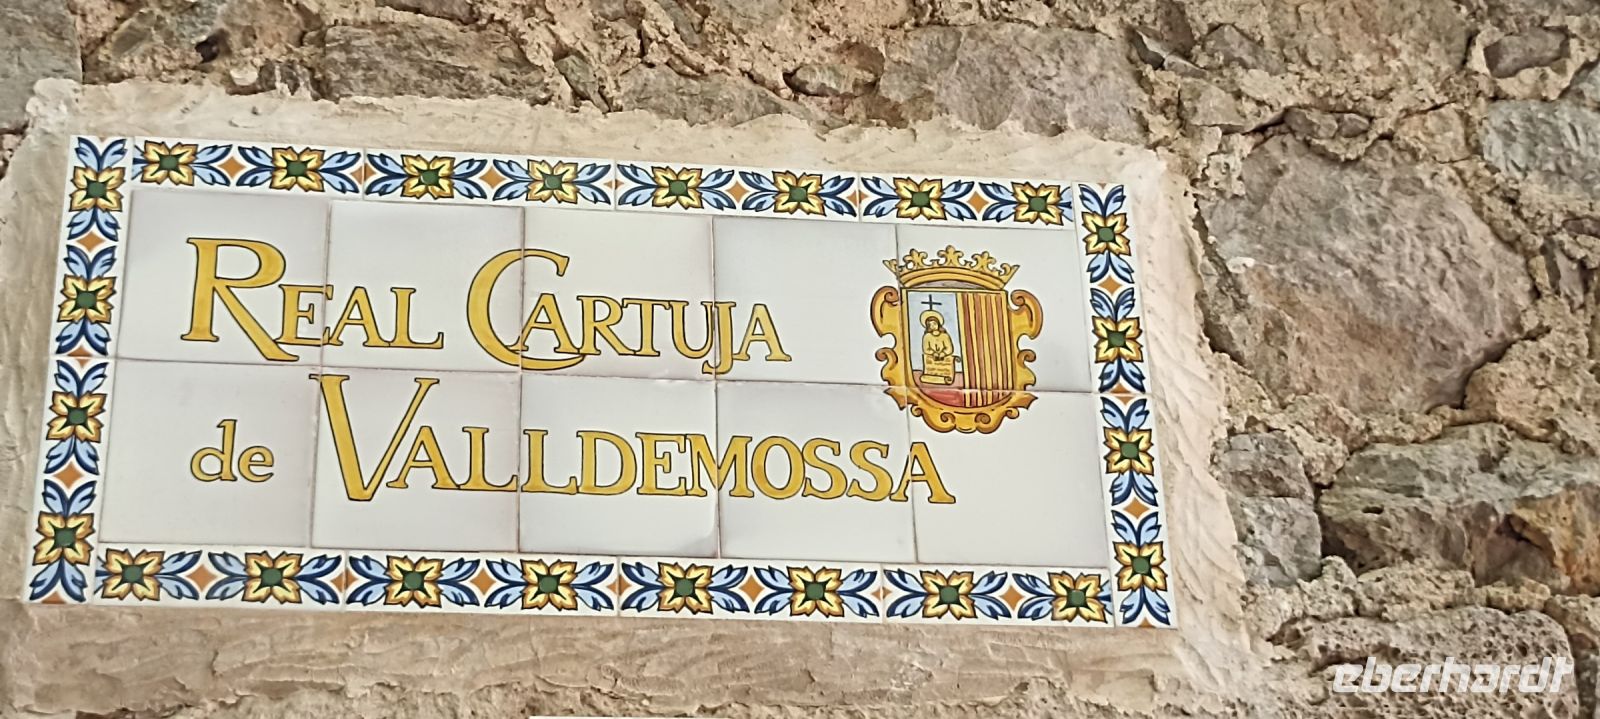 REAL CARTUJA
de VALLDEMOSSA
eberhardt